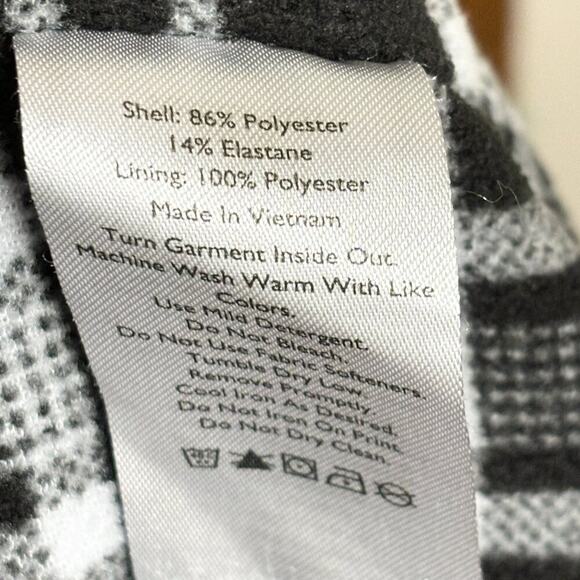 Shell: 86% Polyester
14% Elastane
Lining: 100% Polyester
Made In Vietnam
Turn Garment Inside Out.
Machine Wash Warm With Like
Colors.
Use Mild Detergent.
Do Not Bleach.
Do Not Use Fabric Softeners.
Tumble Dry Low.
Remove Promptly.
Cool Iron As Desired.
Do Not Iron On Print.
Do Not Dry Clean.